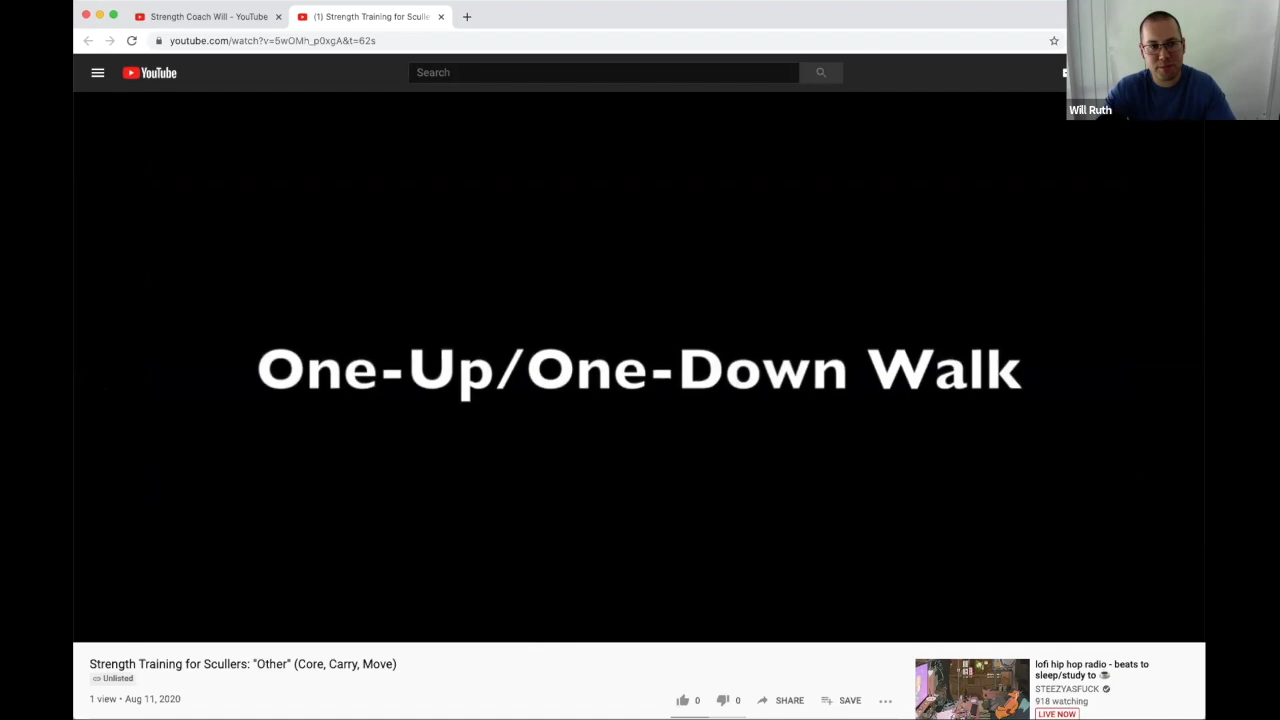 Strength Coach Will - YouTube
(1) Strength Training for Sculle
youtube.com/watch?v=5wOMh_p0xgA&t=62s
YouTube
Search
Will Ruth
One-Up/One-Down Walk
Strength Training for Scullers: "Other" (Core, Carry, Move)
Unlisted
1 view • Aug 11, 2020
0
0
SHARE
SAVE
lofi hip hop radio - beats to
sleep/study to
STEEZYASFUCK
918 watching
LIVE NOW